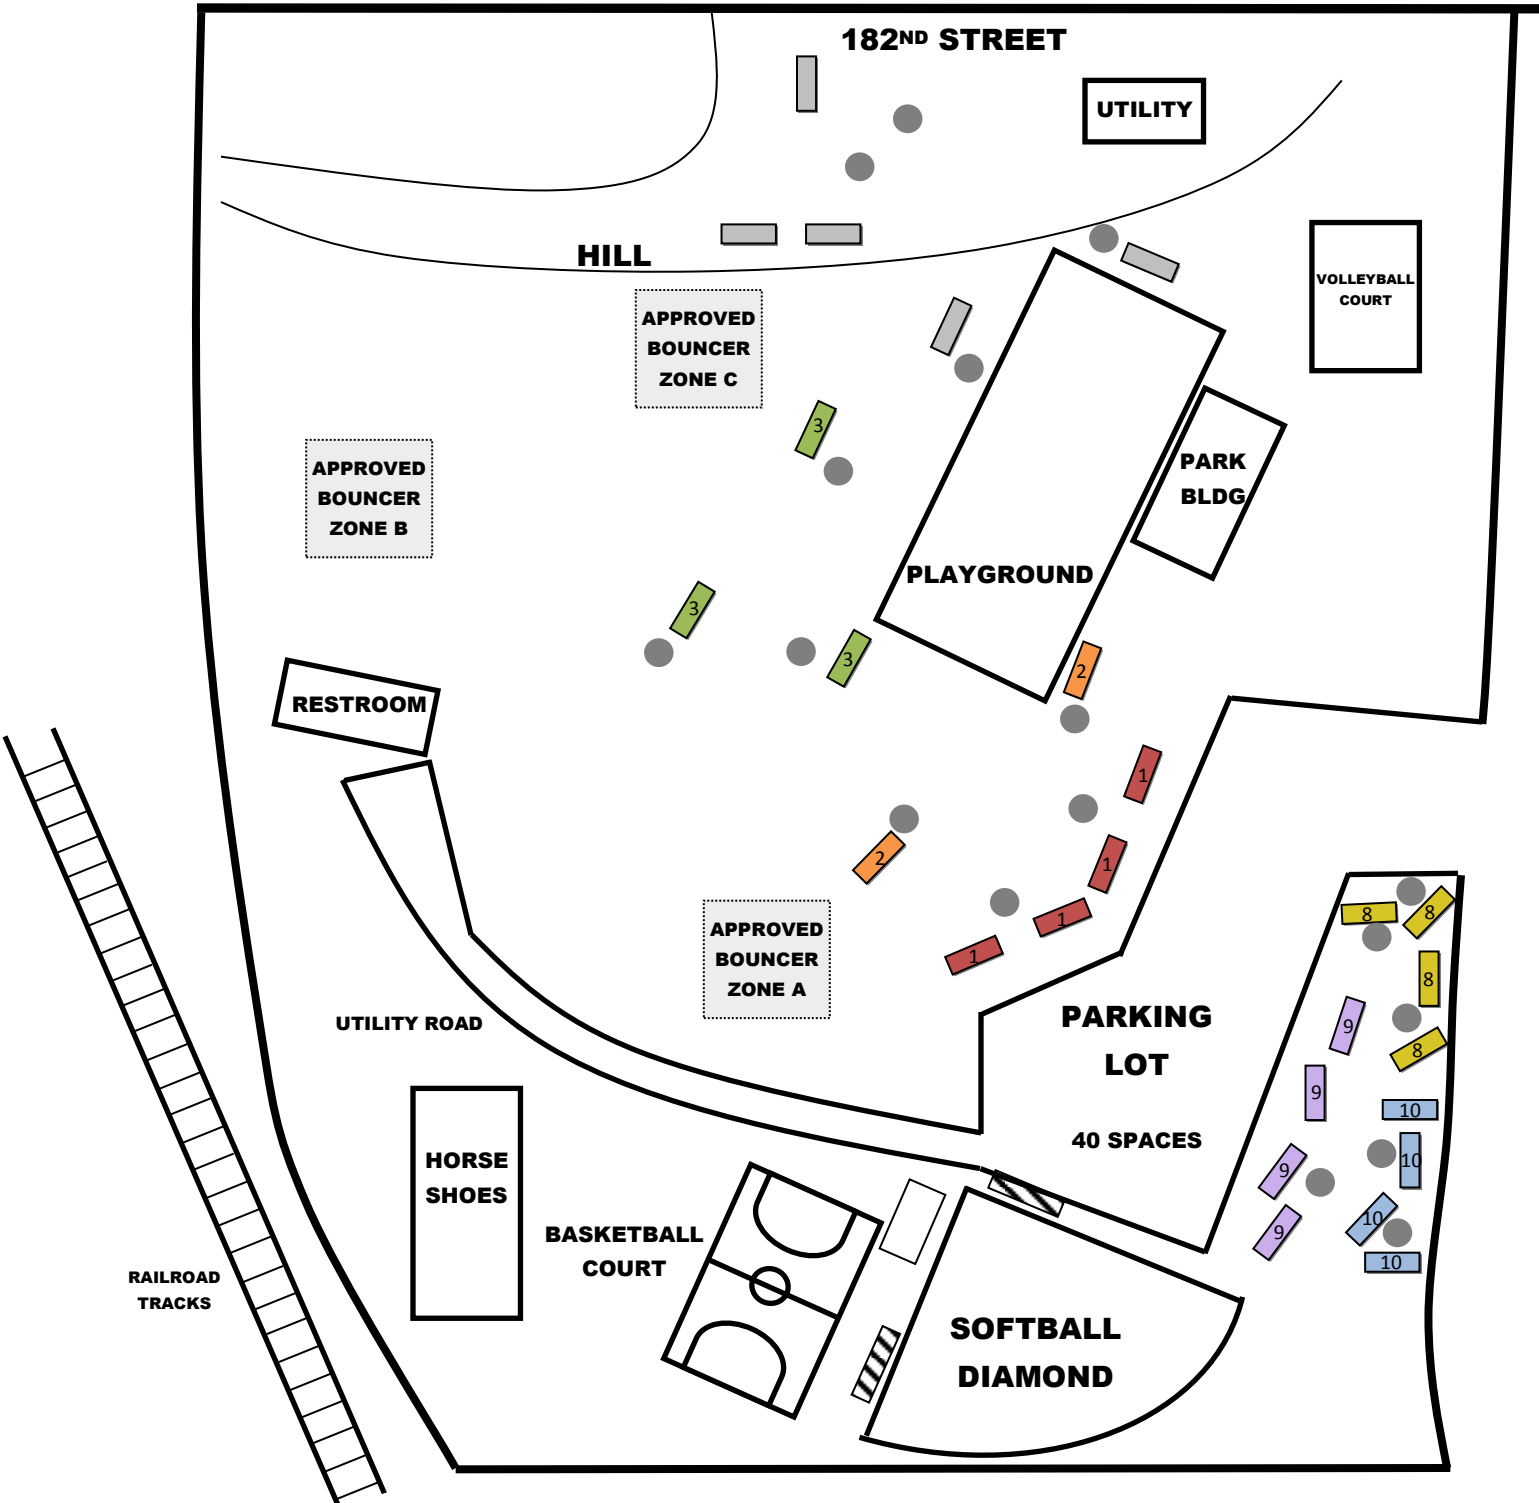 182ND STREET
UTILITY
HILL
VOLLEYBALL
COURT
APPROVED
BOUNCER
ZONE C
3
APPROVED
BOUNCER
ZONE B
PARK
BLDG
PLAYGROUND
3
3
2
RESTROOM
1
2
1
1
1
APPROVED
BOUNCER
ZONE A
8
8
8
8
UTILITY ROAD
PARKING
LOT
40 SPACES
9
9
9
9
10
10
10
10
HORSE
SHOES
BASKETBALL
COURT
RAILROAD
TRACKS
SOFTBALL
DIAMOND